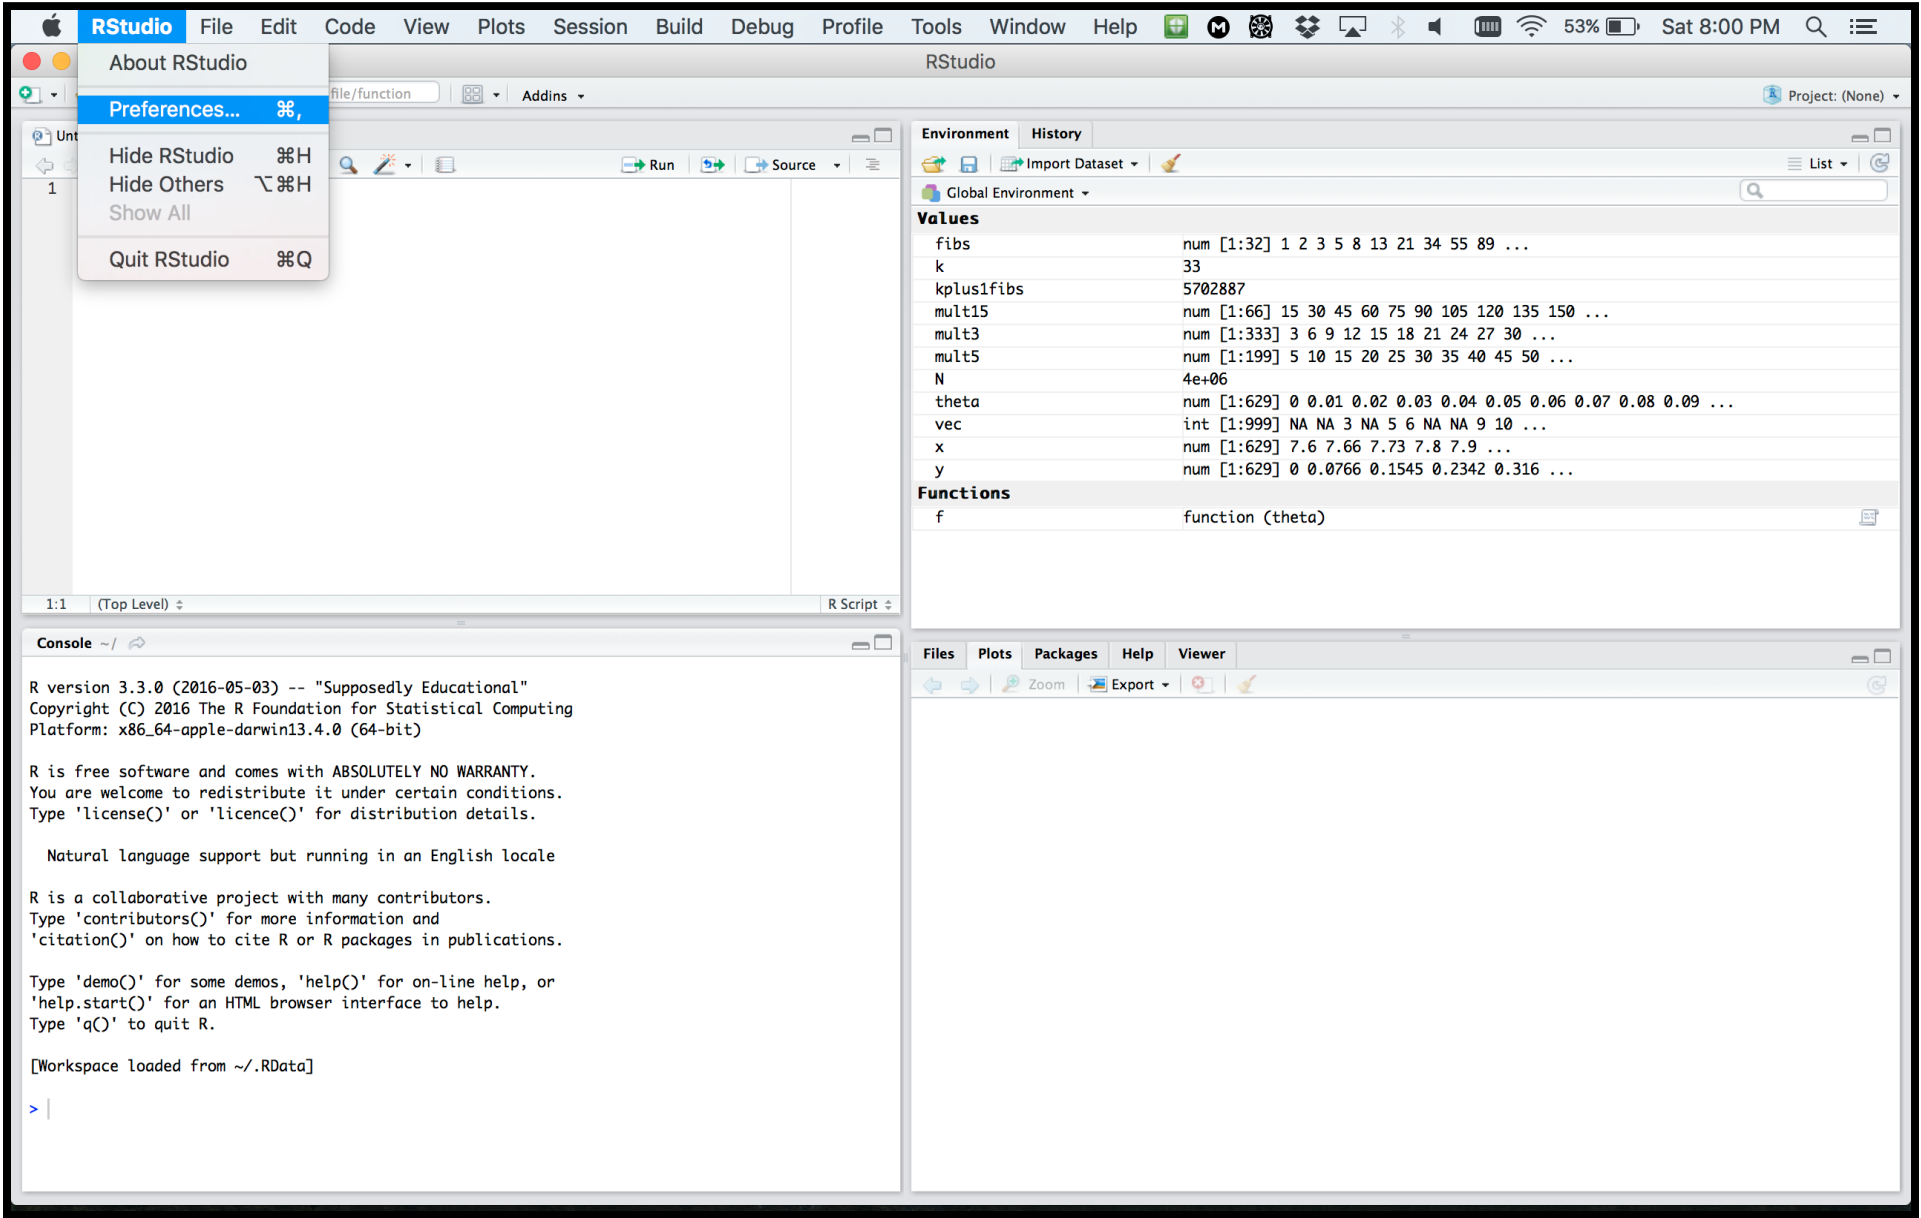 RStudio File Edit Code View Plots Session Build Debug Profile Tools Window Help 53% Sat 8:00 PM
RStudio
About RStudio
Preferences... ⌘,
Hide RStudio ⌘H
Hide Others ⌥⌘H
Show All
Quit RStudio ⌘Q
file/function Addins Project: (None)
Unt
Run Source
1
1:1 (Top Level) R Script
Environment History
Import Dataset List
Global Environment
Values
fibs num [1:32] 1 2 3 5 8 13 21 34 55 89 ...
k 33
kplus1fibs 5702887
mult15 num [1:66] 15 30 45 60 75 90 105 120 135 150 ...
mult3 num [1:333] 3 6 9 12 15 18 21 24 27 30 ...
mult5 num [1:199] 5 10 15 20 25 30 35 40 45 50 ...
N 4e+06
theta num [1:629] 0 0.01 0.02 0.03 0.04 0.05 0.06 0.07 0.08 0.09 ...
vec int [1:999] NA NA 3 NA 5 6 NA NA 9 10 ...
x num [1:629] 7.6 7.66 7.73 7.8 7.9 ...
y num [1:629] 0 0.0766 0.1545 0.2342 0.316 ...
Functions
f function (theta)
Console ~/
R version 3.3.0 (2016-05-03) -- "Supposedly Educational"
Copyright (C) 2016 The R Foundation for Statistical Computing
Platform: x86_64-apple-darwin13.4.0 (64-bit)
R is free software and comes with ABSOLUTELY NO WARRANTY.
You are welcome to redistribute it under certain conditions.
Type 'license()' or 'licence()' for distribution details.
Natural language support but running in an English locale
R is a collaborative project with many contributors.
Type 'contributors()' for more information and
'citation()' on how to cite R or R packages in publications.
Type 'demo()' for some demos, 'help()' for on-line help, or
'help.start()' for an HTML browser interface to help.
Type 'q()' to quit R.
[Workspace loaded from ~/.RData]
>
Files Plots Packages Help Viewer
Zoom Export